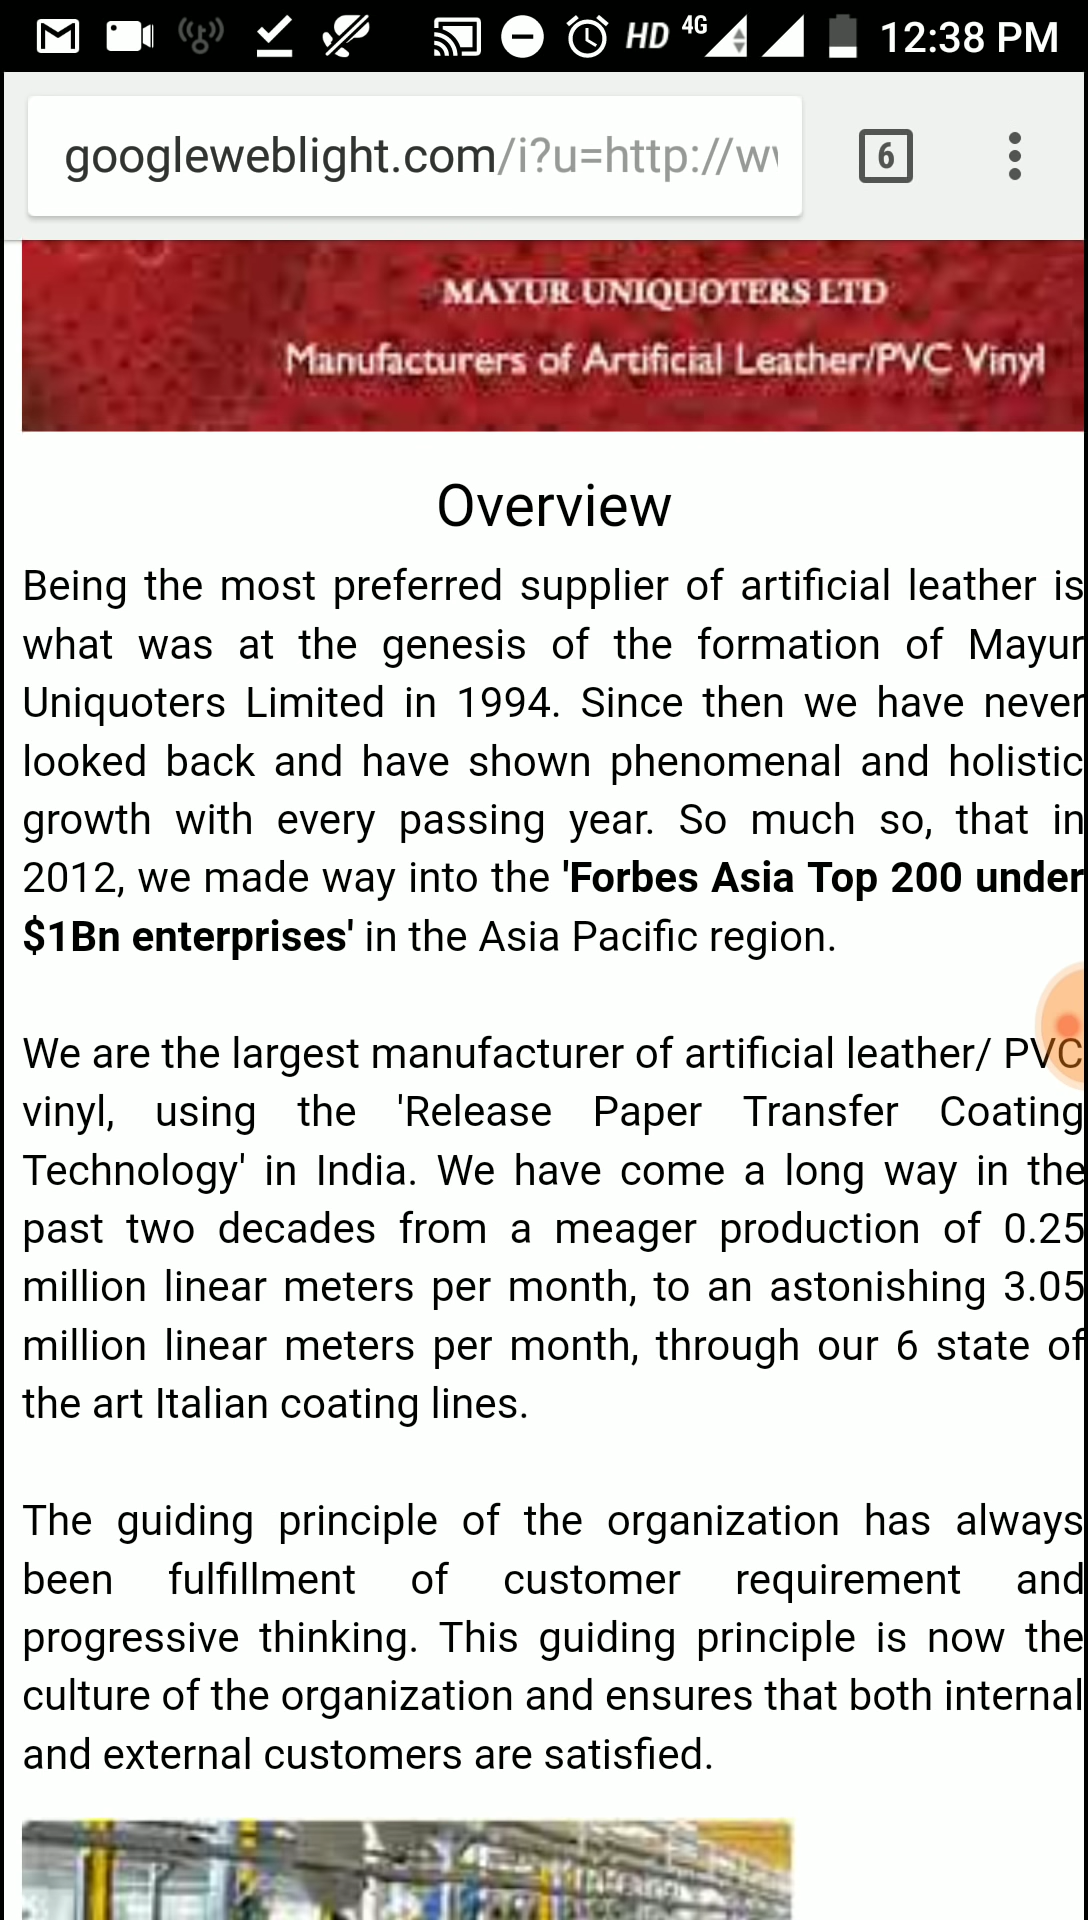 HD 4G 12:38 PM
googleweblight.com/i?u=http://w
6
MAYUR UNIQUOTERS LTD
Manufacturers of Artificial Leather/PVC Vinyl
Overview
Being the most preferred supplier of artificial leather is
what was at the genesis of the formation of Mayur
Uniquoters Limited in 1994. Since then we have never
looked back and have shown phenomenal and holistic
growth with every passing year. So much so, that in
2012, we made way into the 'Forbes Asia Top 200 under
$1Bn enterprises' in the Asia Pacific region.
We are the largest manufacturer of artificial leather/ PVC
vinyl, using the 'Release Paper Transfer Coating
Technology' in India. We have come a long way in the
past two decades from a meager production of 0.25
million linear meters per month, to an astonishing 3.05
million linear meters per month, through our 6 state of
the art Italian coating lines.
The guiding principle of the organization has always
been fulfillment of customer requirement and
progressive thinking. This guiding principle is now the
culture of the organization and ensures that both internal
and external customers are satisfied.